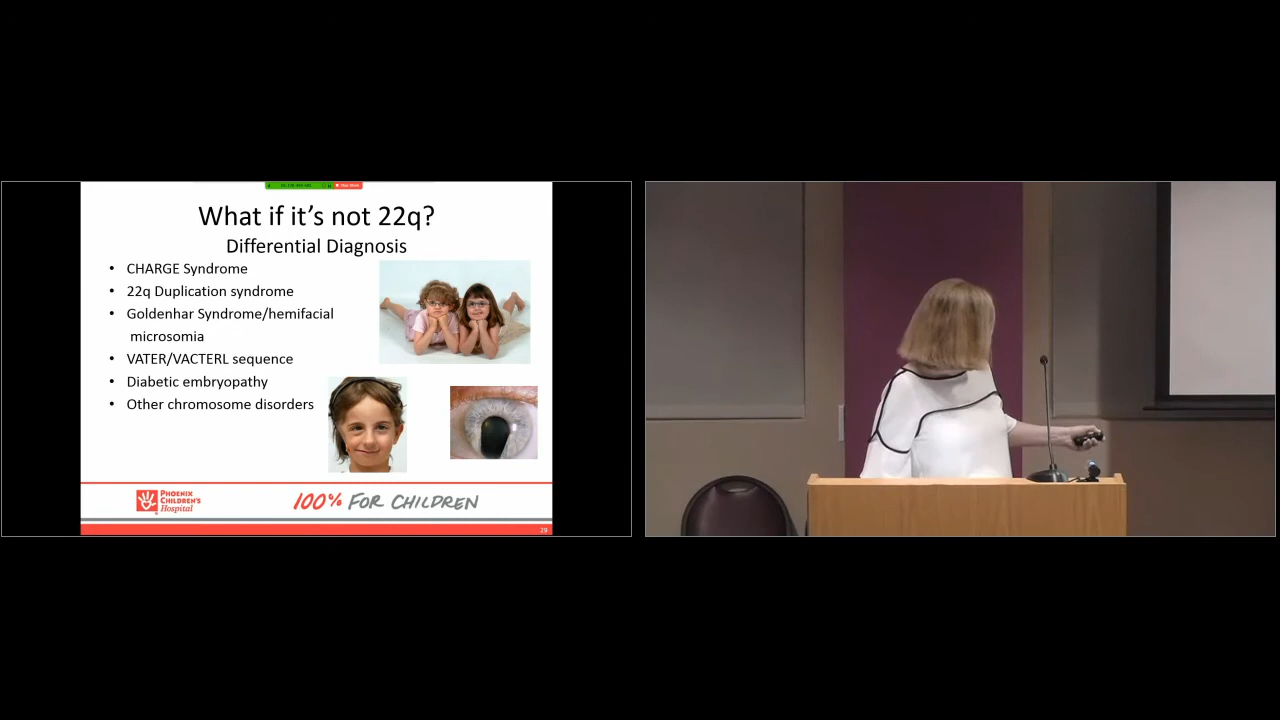 What if it's not 22q?
Differential Diagnosis
• CHARGE Syndrome
• 22q Duplication syndrome
• Goldenhar Syndrome/hemifacial
microsomia
• VATER/VACTERL sequence
• Diabetic embryopathy
• Other chromosome disorders
PHOENIX
CHILDREN'S
Hospital
100% FOR CHILDREN
29